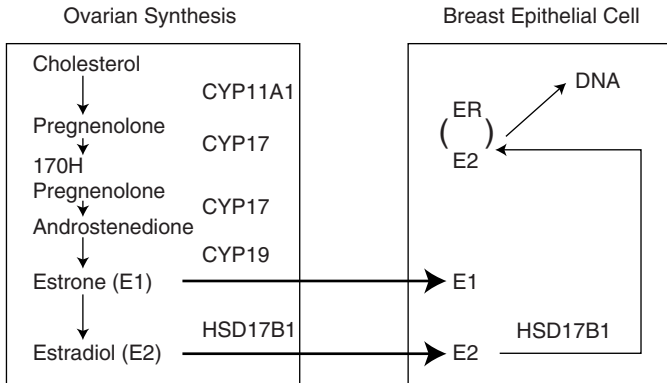 Ovarian Synthesis
Breast Epithelial Cell
Cholesterol
CYP11A1
Pregnenolone
CYP17
170H
Pregnenolone
CYP17
Androstenedione
CYP19
Estrone (E1)
HSD17B1
Estradiol (E2)
DNA
ER
( )
E2
E1
E2
HSD17B1